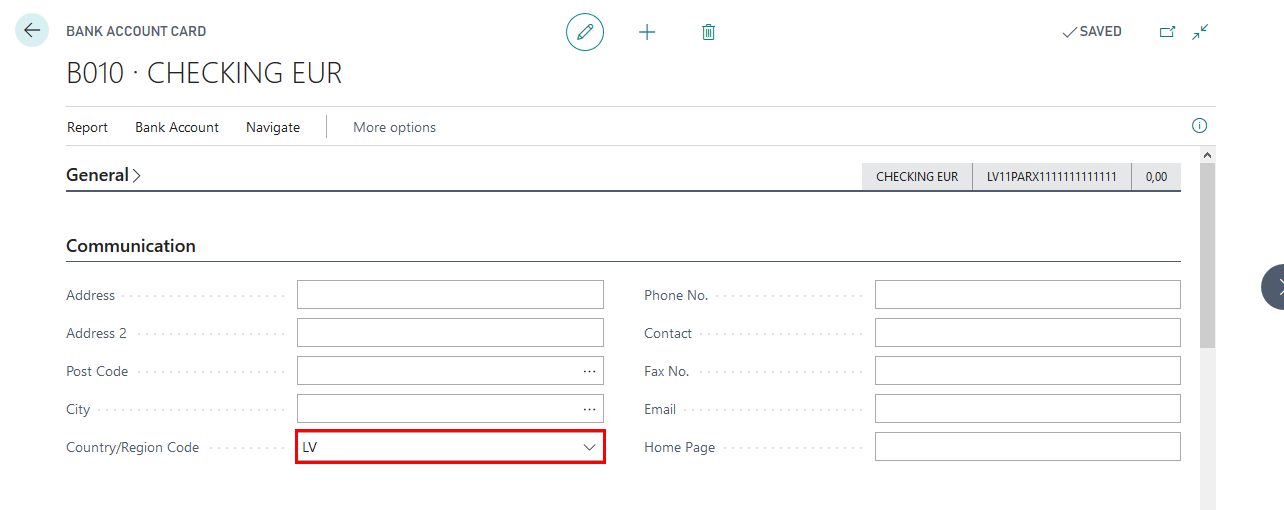 BANK ACCOUNT CARD
SAVED
B010 · CHECKING EUR
Report Bank Account Navigate More options
General
CHECKING EUR LV11PARX1111111111111 0,00
Communication
Address
Phone No.
Address 2
Contact
Post Code ...
Fax No.
City ...
Email
Country/Region Code LV
Home Page